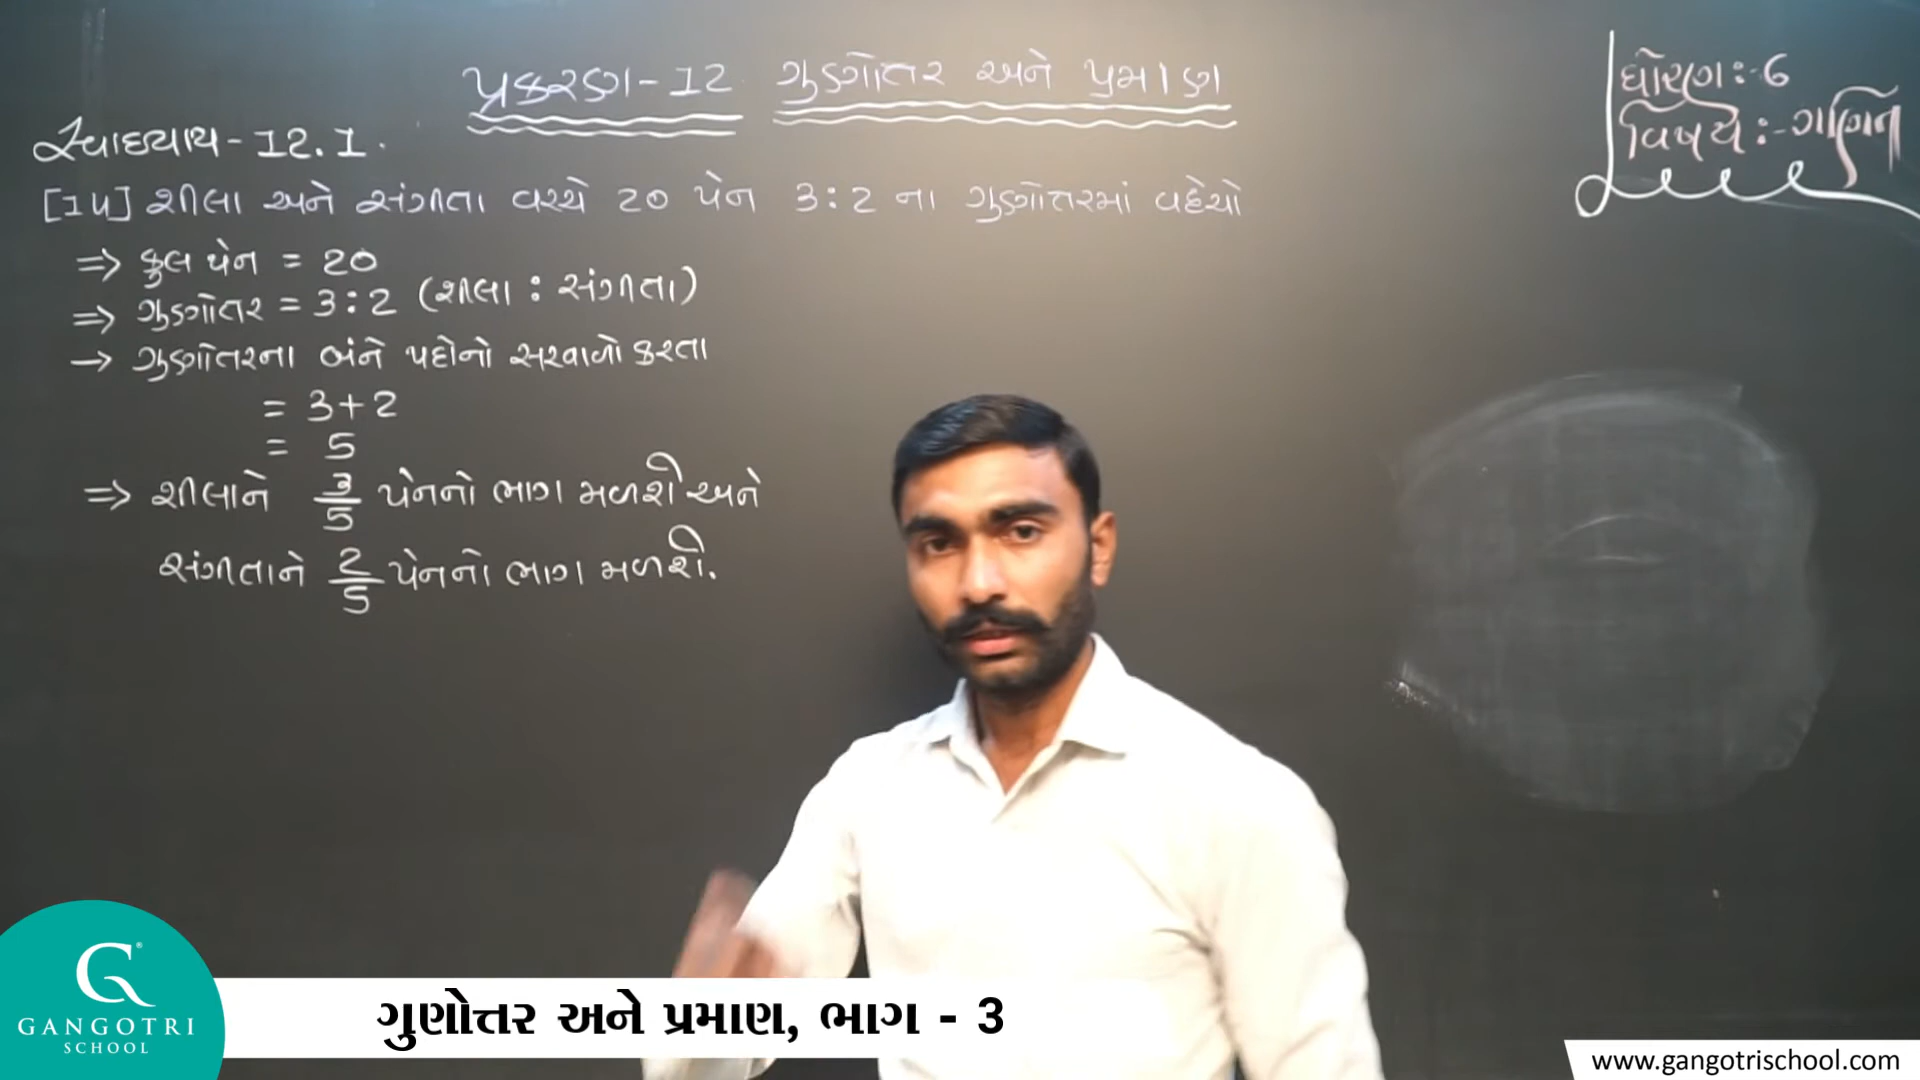 પ્રકરણ-12 ગુણોતર અને પ્રમાણ
ધોરણ:-6
વિષય:-ગણિત
સ્વાધ્યાય-12.1.
[14] શીલા અને સંગીતા વચ્ચે 20 પેન 3:2 ના ગુણોતરમાં વહેચો
⇒ કુલ પેન = 20
⇒ ગુણોતર = 3:2 (શીલા : સંગીતા)
→ ગુણોતરના બંને પદોનો સરવાળો કરતા
= 3+2
= 5
⇒ શીલાને 3/5 પેનનો ભાગ મળશે અને
સંગીતાને 2/5 પેનનો ભાગ મળશે.
G®
GANGOTRI
SCHOOL
ગુણોત્તર અને પ્રમાણ, ભાગ - 3
www.gangotrischool.com